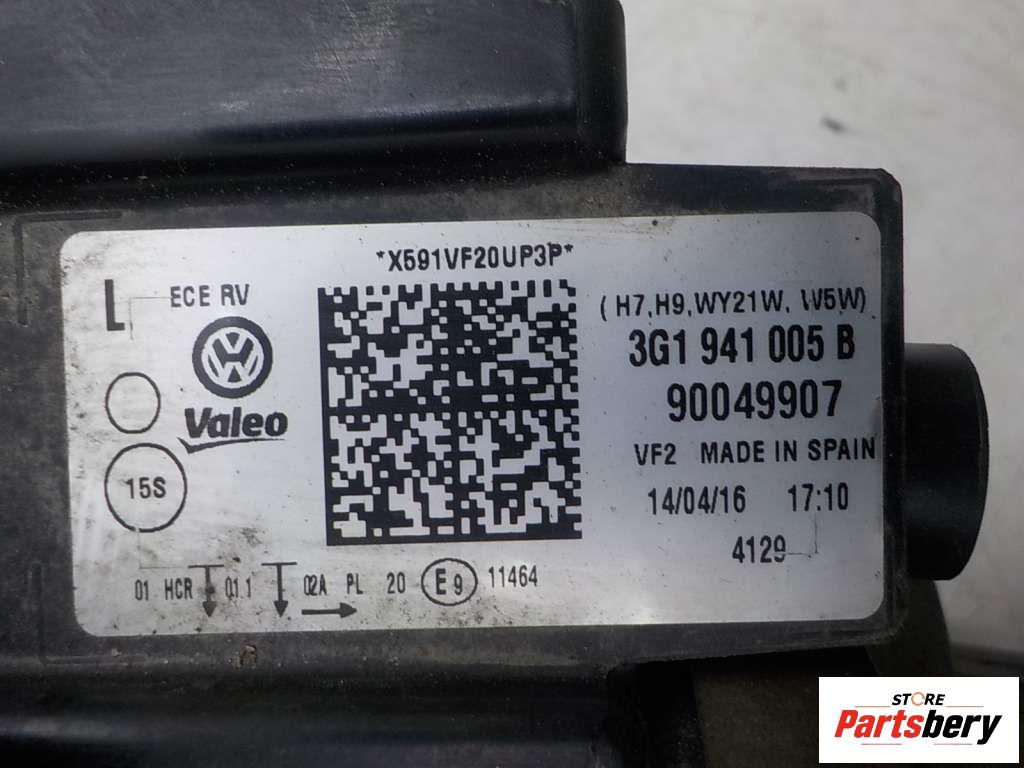 *X591VF20UP3P*
L ECE RV
(H7,H9,WY21W, W5W)
3G1 941 005 B
Valeo
90049907
VF2 MADE IN SPAIN
15S
14/04/16 17:10
4129
01 HCR 01 1 02A PL 20 E9 11464
STORE
Partsbery